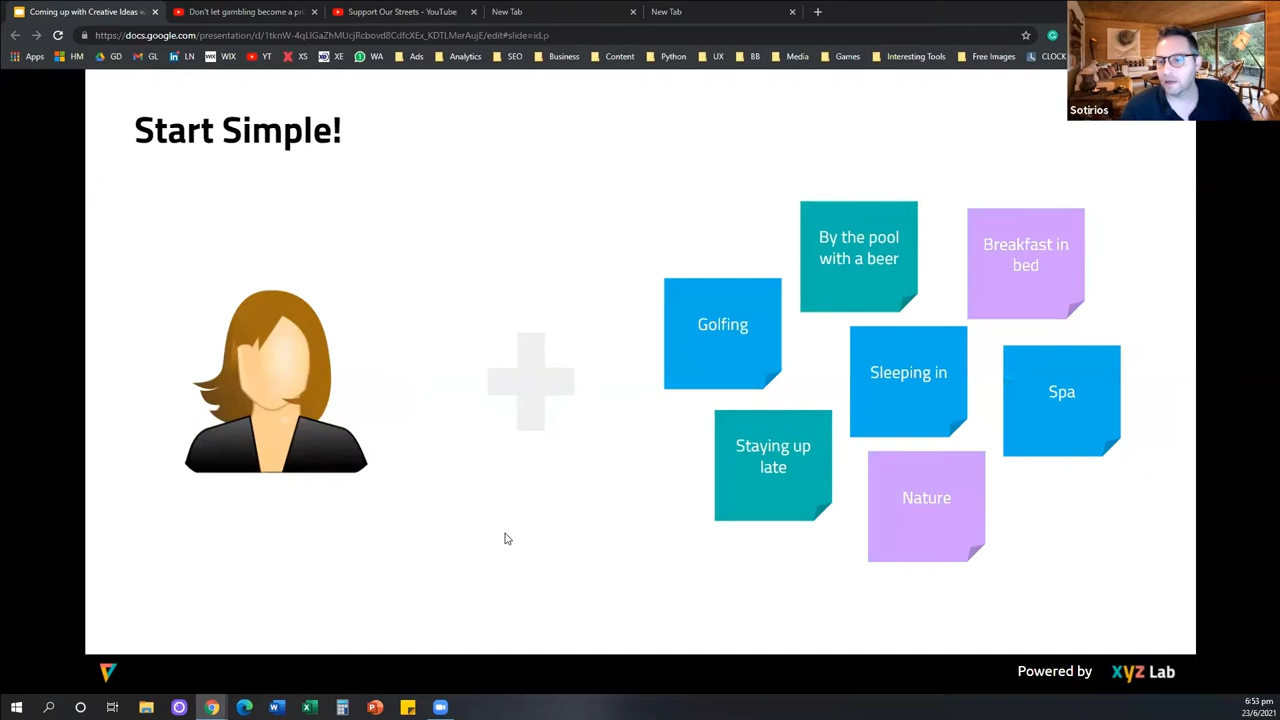 Coming up with Creative Ideas w
Don't let gambling become a pr
Support Our Streets - YouTube
New Tab
New Tab
https://docs.google.com/presentation/d/1tknW-4qLlGaZhMUcjRcbovd8CdfcXEx_KDTLMerAujE/edit#slide=id.p
Apps
HM
GD
GL
LN
WIX
WIX
YT
XS
XE
WA
Ads
Analytics
SEO
Business
Content
Python
UX
BB
Media
Games
Interesting Tools
Free Images
CLOCK
Sotirios
Start Simple!
By the pool
with a beer
Breakfast in
bed
Golfing
Sleeping in
Spa
Staying up
late
Nature
Powered by
XYZ Lab
6:53 pm
23/6/2021